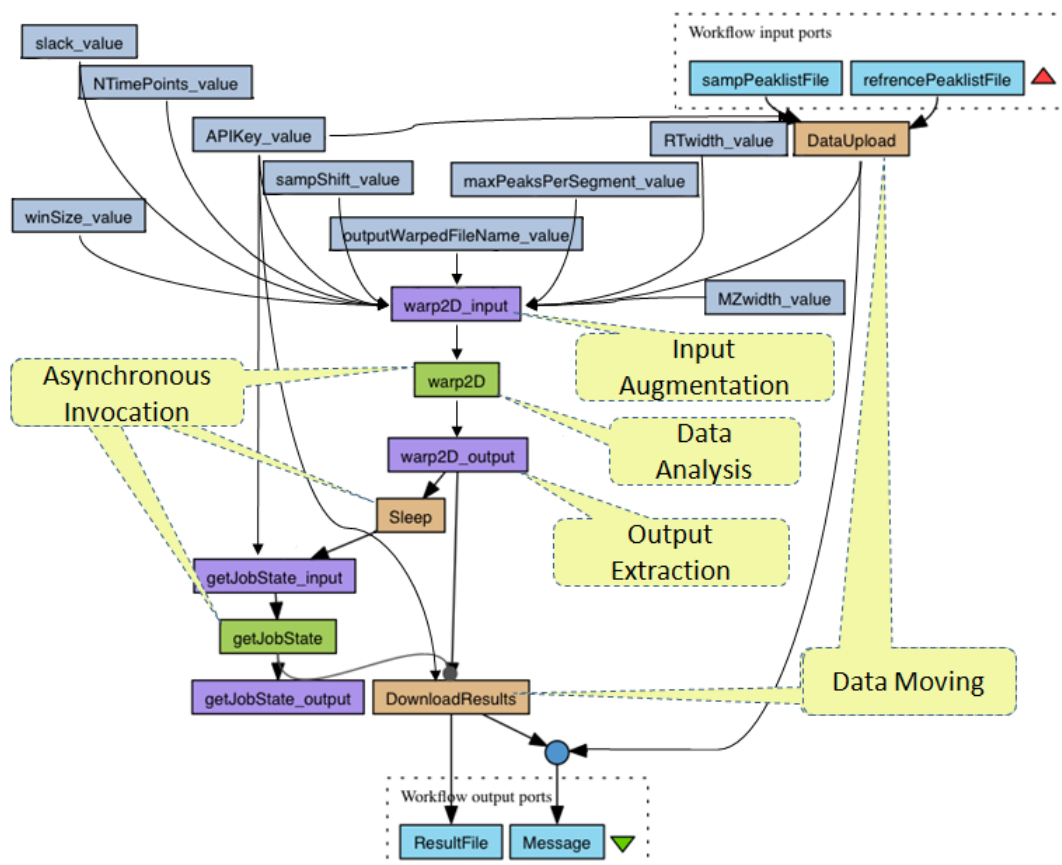 Workflow input ports
slack_value
NTimePoints_value
sampPeaklistFile
refrencePeaklistFile
APIKey_value
RTwidth_value
DataUpload
sampShift_value
maxPeaksPerSegment_value
winSize_value
outputWarpedFileName_value
MZwidth_value
warp2D_input
Input
Augmentation
Asynchronous
Invocation
warp2D
Data
Analysis
warp2D_output
Sleep
Output
Extraction
getJobState_input
getJobState
getJobState_output
DownloadResults
Data Moving
Workflow output ports
ResultFile
Message